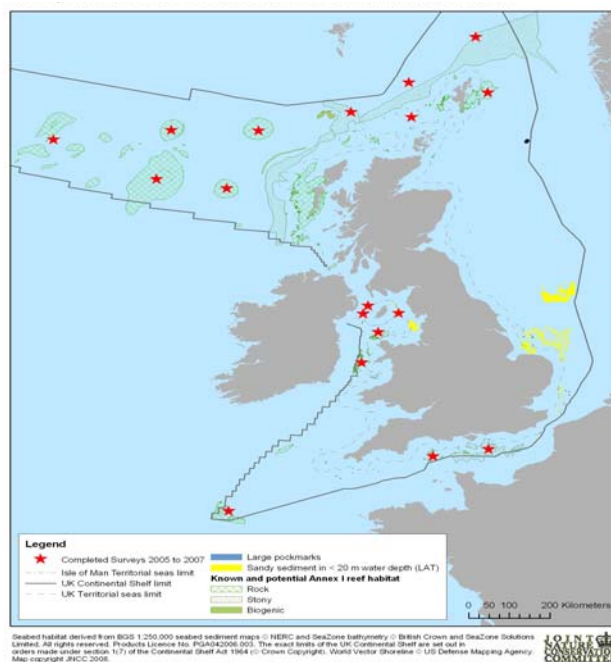 Legend
Completed Surveys 2005 to 2007
Isle of Man Territorial seas limit
UK Continental Shelf limit
UK Territorial seas limit
Large pockmarks
Sandy sediment in < 20 m water depth (LAT)
Known and potential Annex I reef habitat
Rock
Stony
Biogenic
0 50 100 200 Kilometers
Seabed habitat derived from BGS 1:250,000 seabed sediment maps © NERC and SeaZone bathymetry © British Crown and SeaZone Solutions
Limited. All rights reserved. Products Licence No. PGA042006.003. The exact limits of the UK Continental Shelf are set out in
orders made under section 1(7) of the Continental Shelf Act 1964 (© Crown Copyright). World Vector Shoreline © US Defense Mapping Agency.
Map copyright JNCC 2008.
JOINT
NATURE
CONSERVATION
COMMITTEE